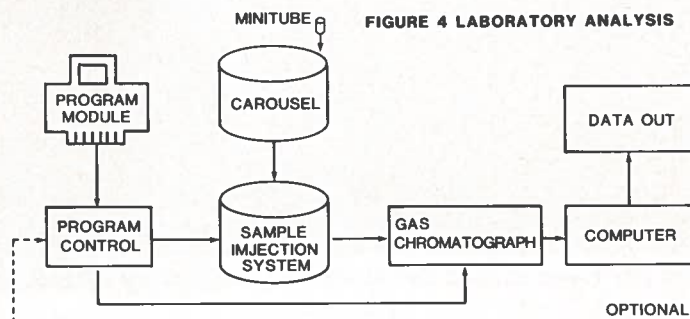 MINITUBE
FIGURE 4 LABORATORY ANALYSIS
PROGRAM
MODULE
CAROUSEL
DATA OUT
PROGRAM
CONTROL
SAMPLE
IMJECTION
SYSTEM
GAS
CHROMATOGRAPH
COMPUTER
OPTIONAL